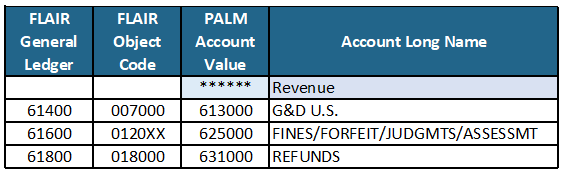 FLAIR General Ledger FLAIR Object Code PALM Account Value Account Long Name
****** Revenue
61400 007000 613000 G&D U.S.
61600 0120XX 625000 FINES/FORFEIT/JUDGMTS/ASSESSMT
61800 018000 631000 REFUNDS